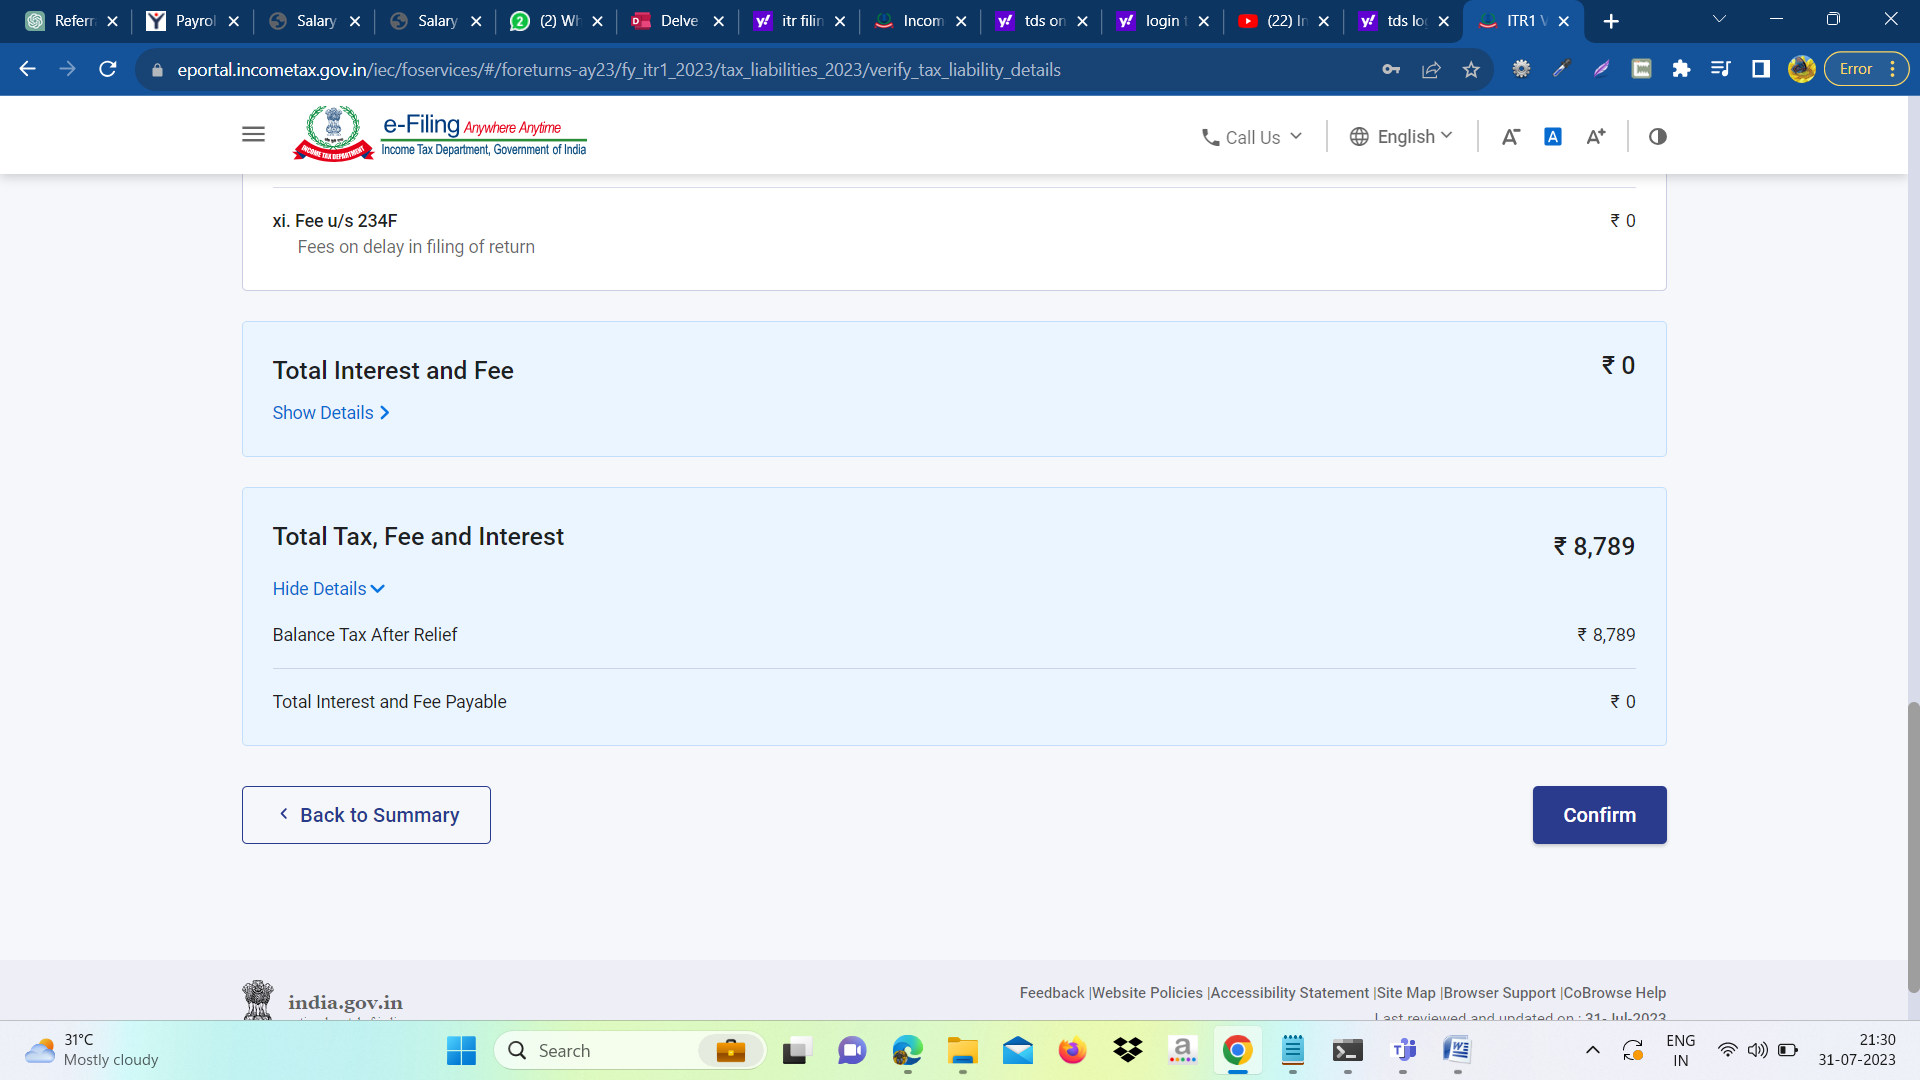 Referr
Payrol
Salary
Salary
(2) Wh
Delve
itr filin
Incom
tds on
login t
(22) In
tds lo
ITR1 V
eportal.incometax.gov.in/iec/foservices/#/foreturns-ay23/fy_itr1_2023/tax_liabilities_2023/verify_tax_liability_details
Error
e-Filing Anywhere Anytime
Income Tax Department, Government of India
INCOME TAX DEPARTMENT
Call Us
English
A-
A
A+
xi. Fee u/s 234F
₹ 0
Fees on delay in filing of return
Total Interest and Fee
₹ 0
Show Details
Total Tax, Fee and Interest
₹ 8,789
Hide Details
Balance Tax After Relief
₹ 8,789
Total Interest and Fee Payable
₹ 0
Back to Summary
Confirm
india.gov.in
Feedback |Website Policies |Accessibility Statement |Site Map |Browser Support |CoBrowse Help
Last reviewed and updated on : 31-Jul-2023
31°C
Mostly cloudy
Search
ENG
IN
21:30
31-07-2023